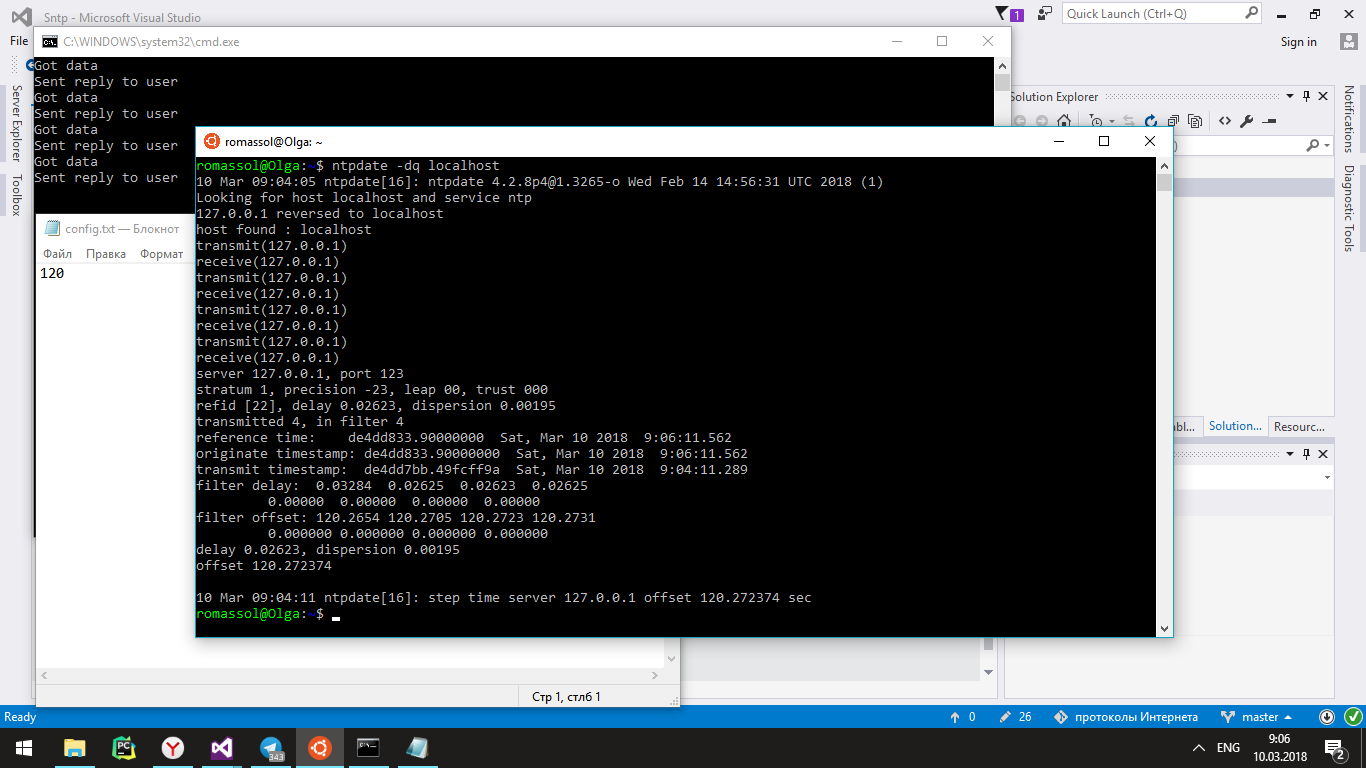 Sntp - Microsoft Visual Studio
1
Quick Launch (Ctrl+Q)
File
Sign in
C:\WINDOWS\system32\cmd.exe
Got data
Sent reply to user
Got data
Sent reply to user
Got data
Sent reply to user
Got data
Sent reply to user
Server Explorer
Toolbox
Solution Explorer
Notifications
Diagnostic Tools
config.txt — Блокнот
Файл Правка Формат
120
romassol@Olga: ~
romassol@Olga:~$ ntpdate -dq localhost
10 Mar 09:04:05 ntpdate[16]: ntpdate 4.2.8p4@1.3265-o Wed Feb 14 14:56:31 UTC 2018 (1)
Looking for host localhost and service ntp
127.0.0.1 reversed to localhost
host found : localhost
transmit(127.0.0.1)
receive(127.0.0.1)
transmit(127.0.0.1)
receive(127.0.0.1)
transmit(127.0.0.1)
receive(127.0.0.1)
transmit(127.0.0.1)
receive(127.0.0.1)
server 127.0.0.1, port 123
stratum 1, precision -23, leap 00, trust 000
refid [22], delay 0.02623, dispersion 0.00195
transmitted 4, in filter 4
reference time:    de4dd833.90000000  Sat, Mar 10 2018  9:06:11.562
originate timestamp: de4dd833.90000000  Sat, Mar 10 2018  9:06:11.562
transmit timestamp:  de4dd7bb.49fcff9a  Sat, Mar 10 2018  9:04:11.289
filter delay:  0.03284  0.02625  0.02623  0.02625
0.00000  0.00000  0.00000  0.00000
filter offset: 120.2654 120.2705 120.2723 120.2731
0.000000 0.000000 0.000000 0.000000
delay 0.02623, dispersion 0.00195
offset 120.272374
10 Mar 09:04:11 ntpdate[16]: step time server 127.0.0.1 offset 120.272374 sec
romassol@Olga:~$
bl... Solution... Resourc...
Стр 1, стлб 1
Ready
0 26 протоколы Интернета master
343
ENG
9:06
10.03.2018
2